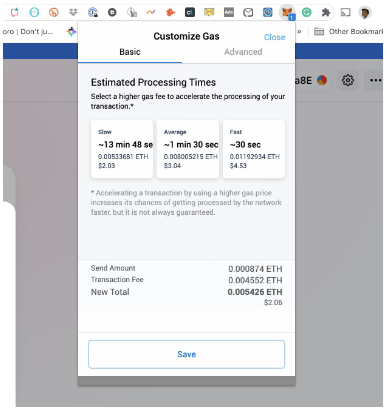 oro | Don't ju...
»
Other Bookmark
Customize Gas
Close
Basic
Advanced
a8E
Estimated Processing Times
Select a higher gas fee to accelerate the processing of your
transaction.*
Slow
Average
Fast
~13 min 48 se
~1 min 30 sec
~30 sec
0.00533681 ETH
0.008005215 ETH
0.01192934 ETH
$2.03
$3.04
$4.53
* Accelerating a transaction by using a higher gas price
increases its chances of getting processed by the network
faster, but it is not always guaranteed.
Send Amount
0.000874 ETH
Transaction Fee
0.004552 ETH
New Total
0.005426 ETH
$2.06
Save